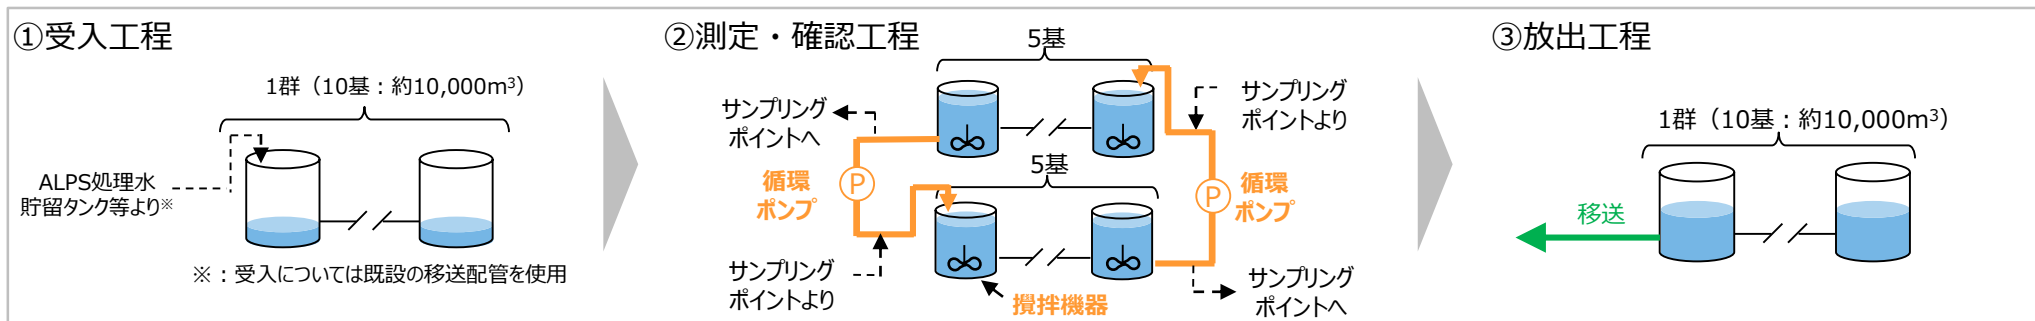 ①受入工程
1群（10基：約10,000m³）
ALPS処理水
貯留タンク等より※
※：受入については既設の移送配管を使用
②測定・確認工程
5基
サンプリング
ポイントへ
サンプリング
ポイントより
P
循環
ポンプ
5基
P
循環
ポンプ
サンプリング
ポイントより
攪拌機器
サンプリング
ポイントへ
③放出工程
1群（10基：約10,000m³）
移送